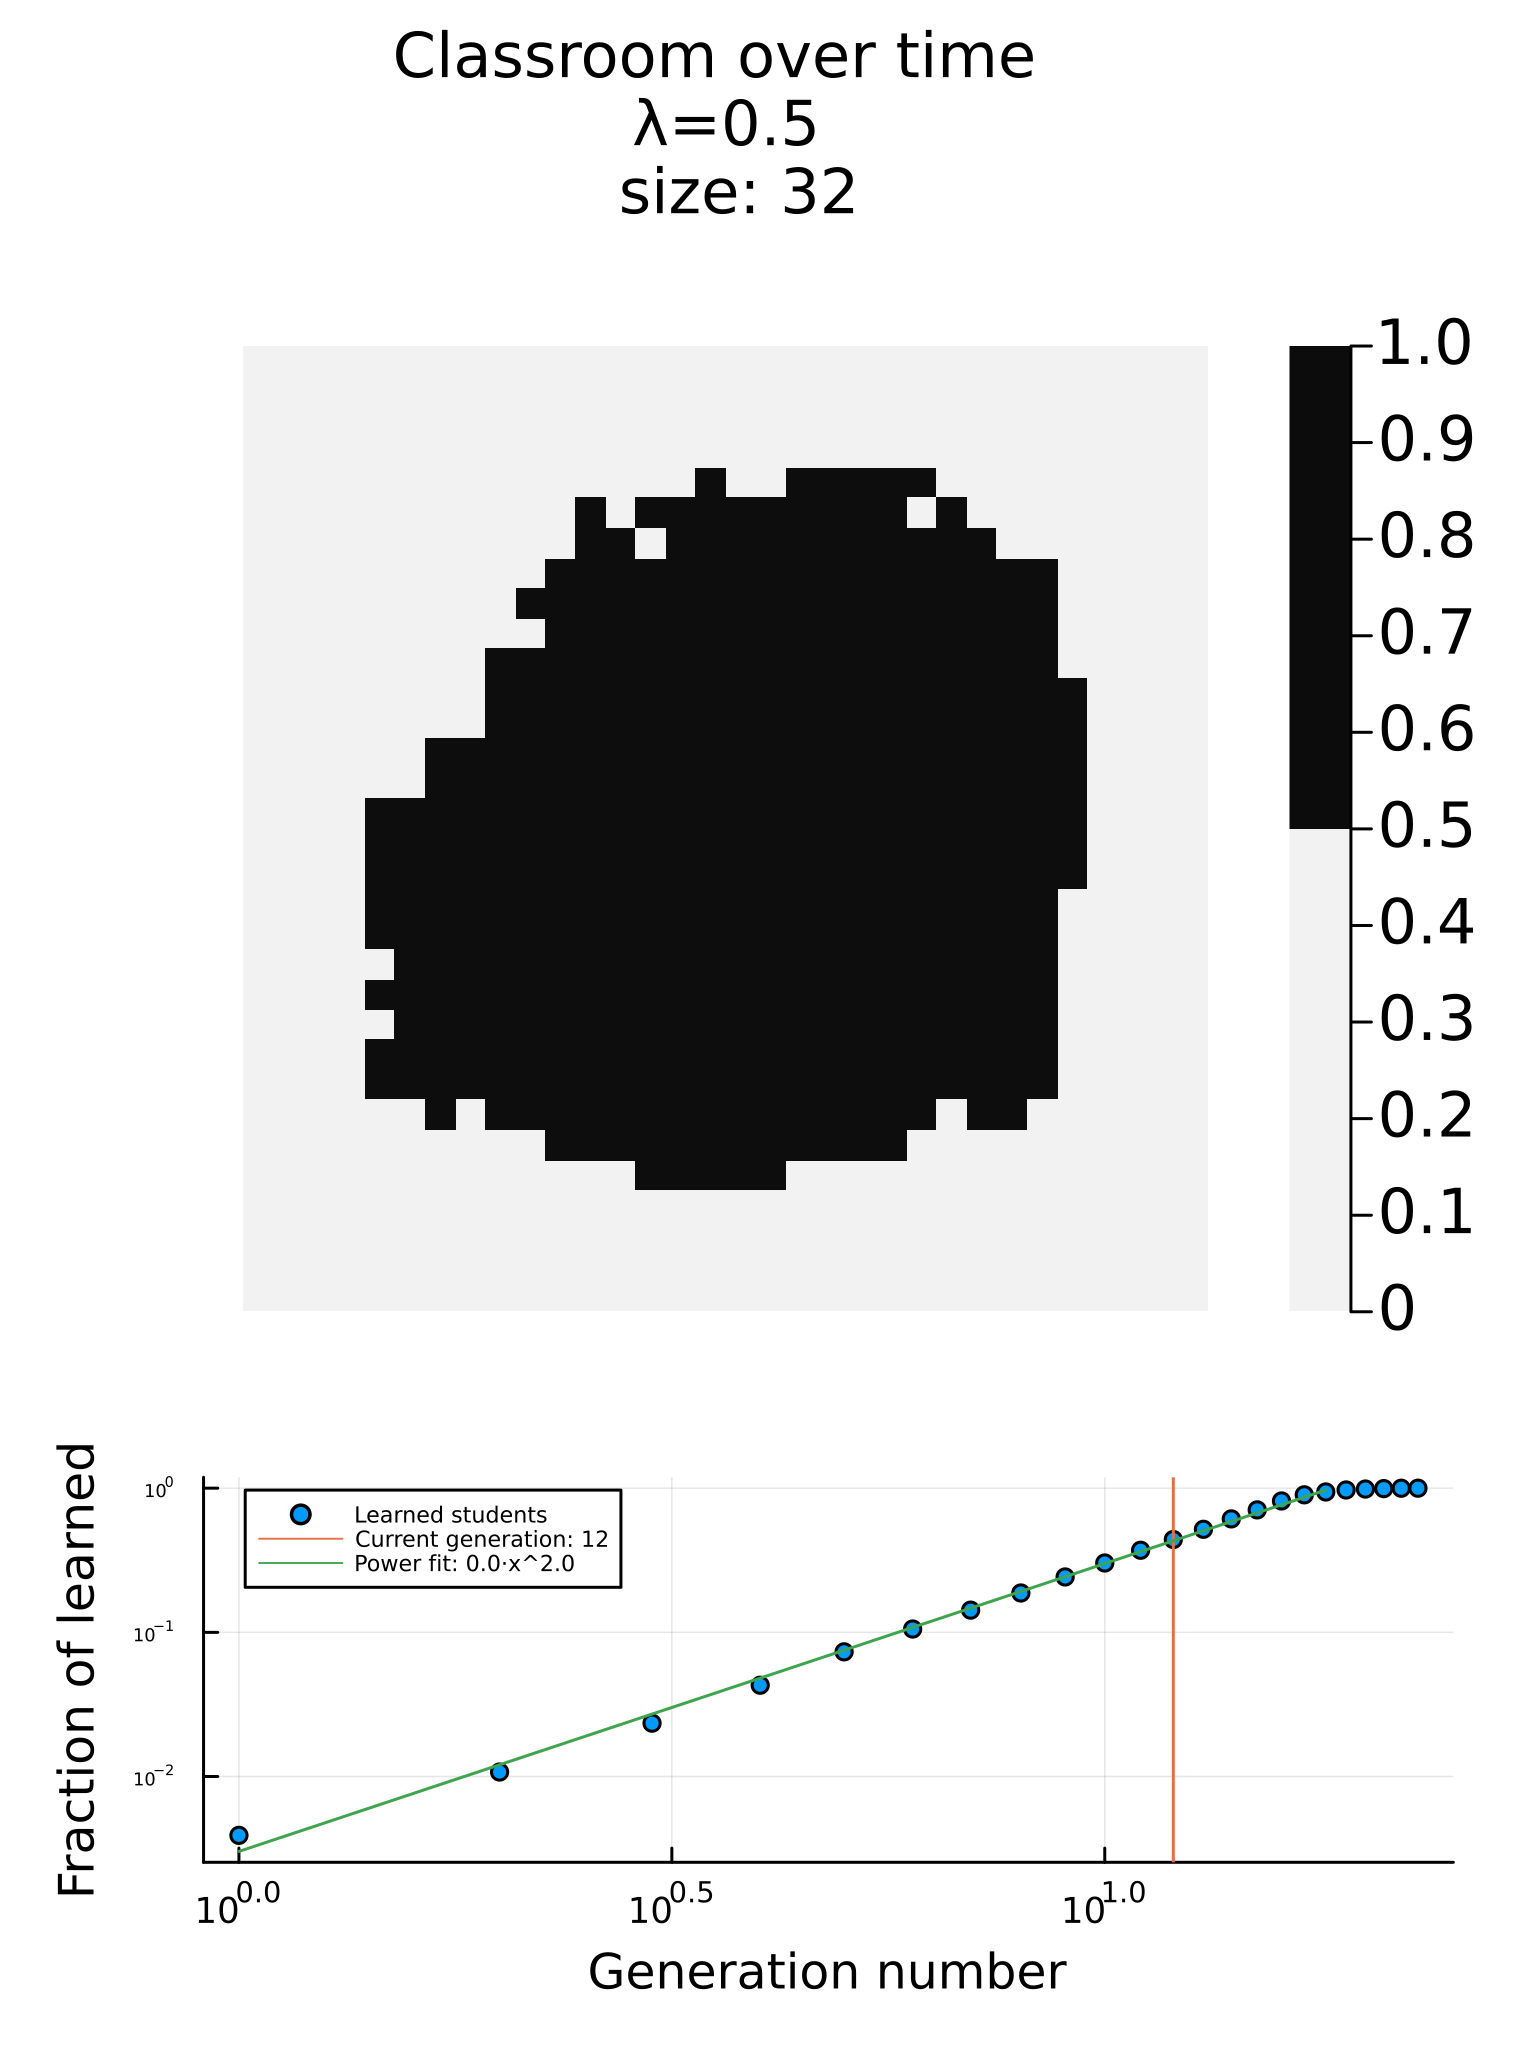 Classroom over time
λ=0.5
size: 32
1.0
0.9
0.8
0.7
0.6
0.5
0.4
0.3
0.2
0.1
0
Fraction of learned
10^0
10^−1
10^−2
Learned students
Current generation: 12
Power fit: 0.0·x^2.0
10^0.0 10^0.5 10^1.0
Generation number